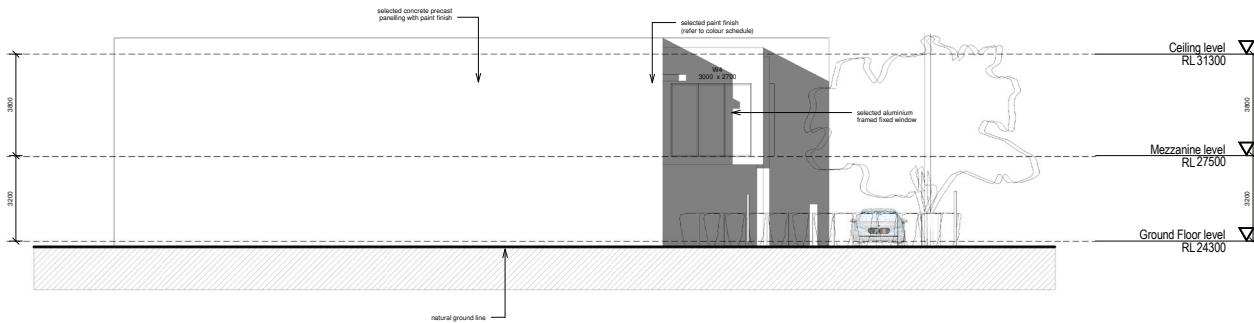 selected concrete precast
panelling with paint finish
selected paint finish
(refer to colour schedule)
Ceiling level
RL 31300
W4
3000 x 2700
3800
3800
selected aluminium
framed fixed window
Mezzanine level
RL 27500
3200
3200
Ground Floor level
RL 24300
natural ground line